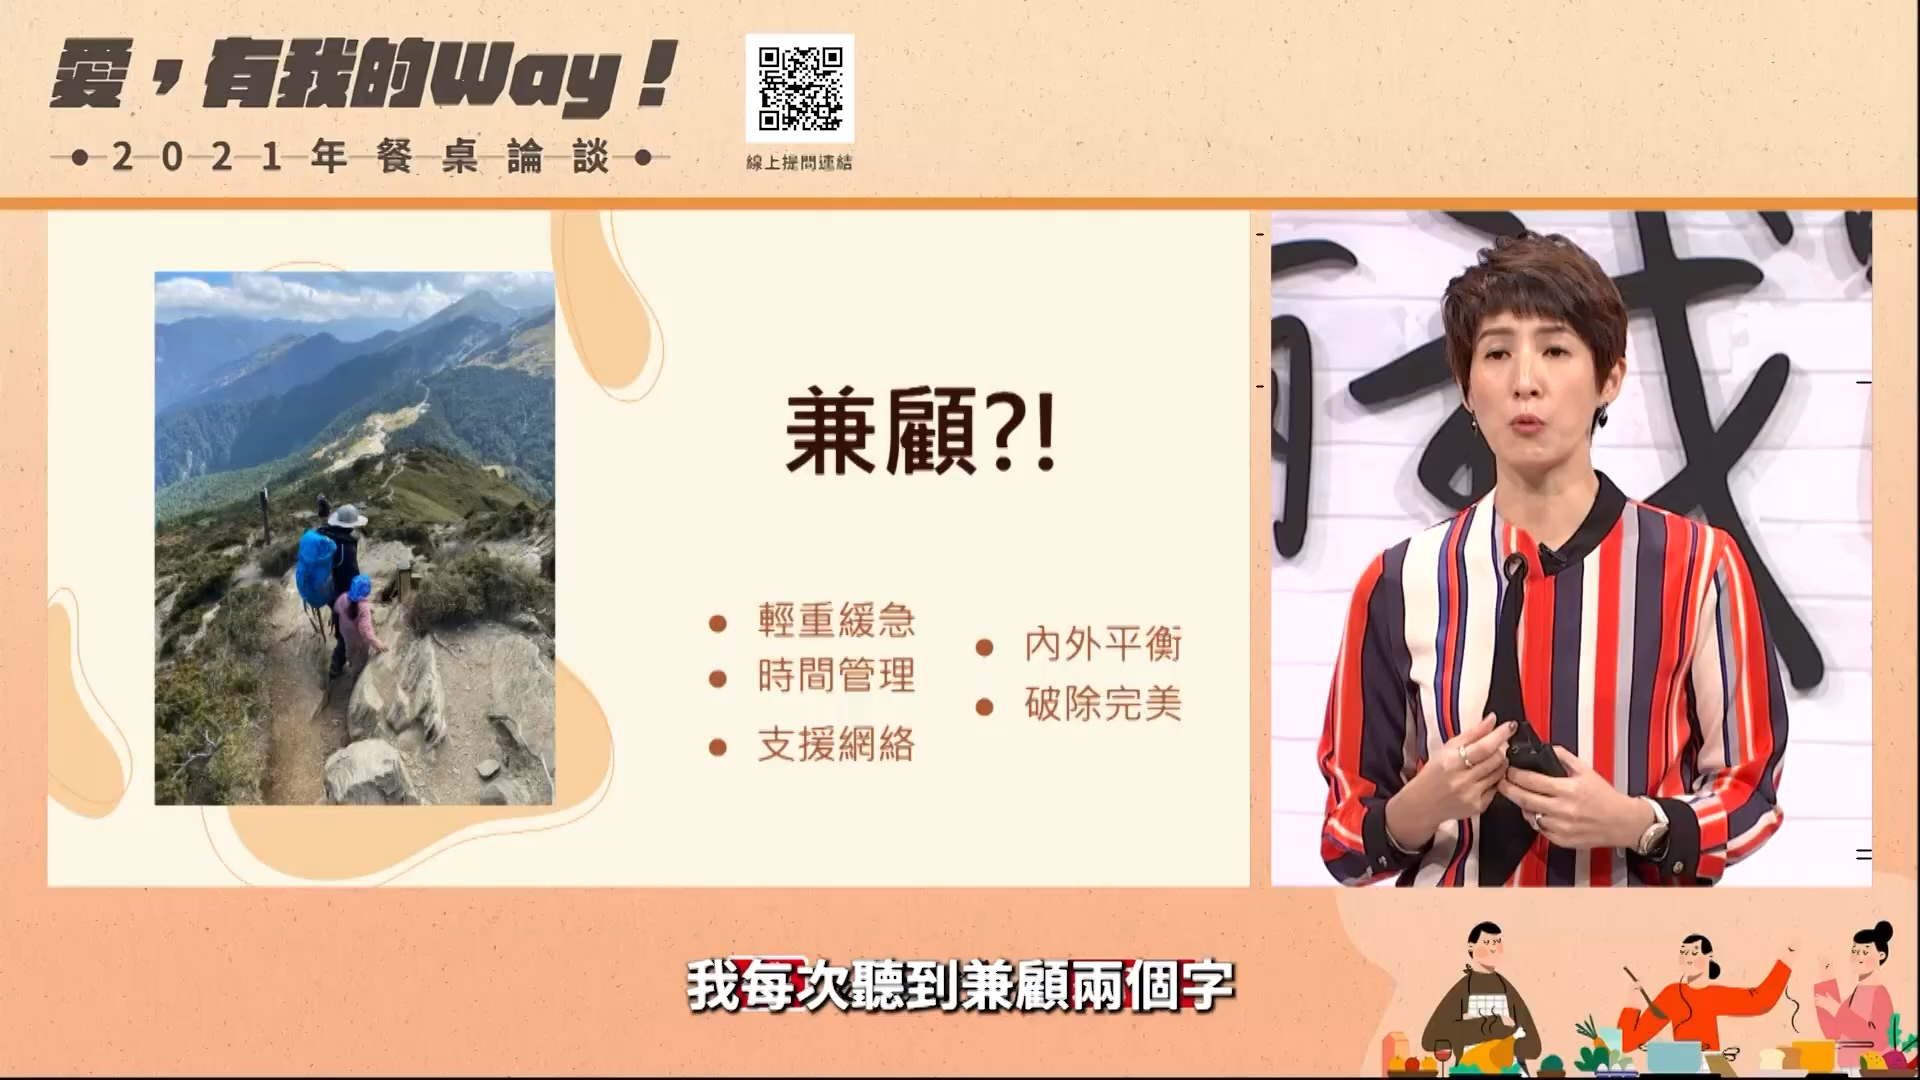 愛，有我的Way！
2021年餐桌論談
線上提問連結
兼顧?!
輕重緩急
時間管理
支援網絡
內外平衡
破除完美
我每次聽到兼顧兩個字